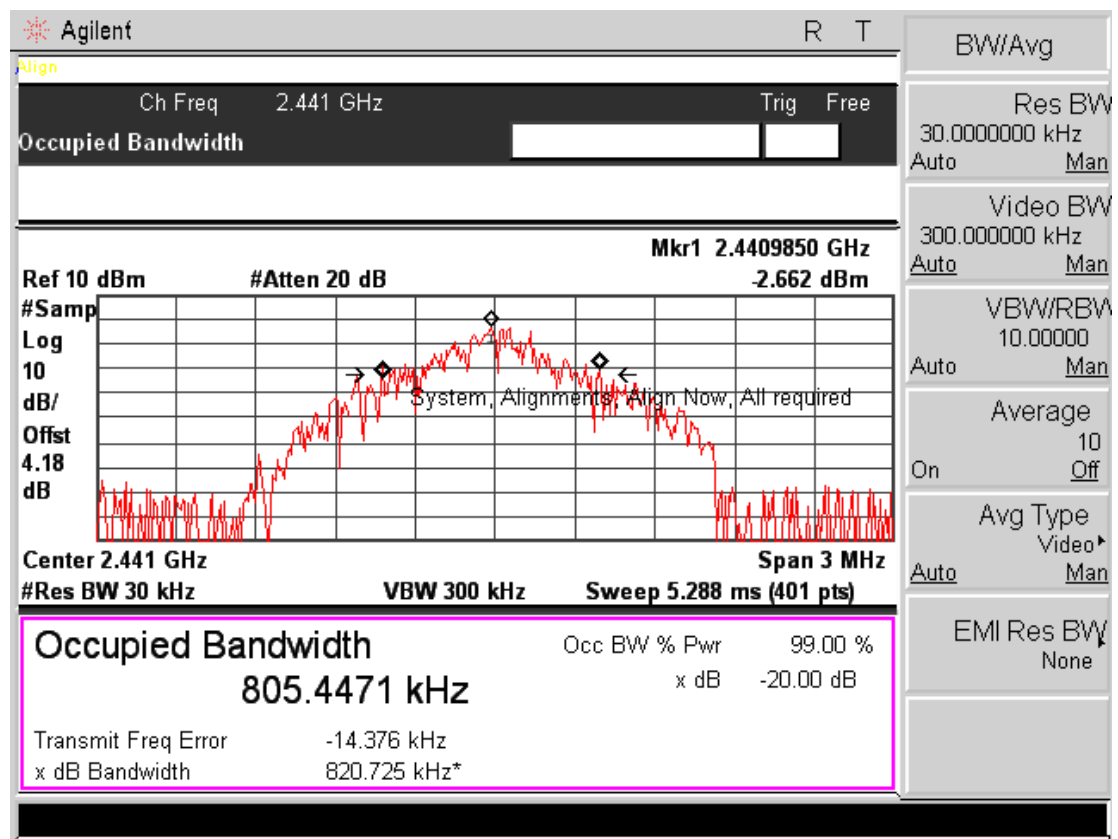 Agilent R T
Align
Ch Freq 2.441 GHz Trig Free
Occupied Bandwidth
Mkr1 2.4409850 GHz
Ref 10 dBm #Atten 20 dB -2.662 dBm
#Samp
Log
10
dB/
Offst
4.18
dB
System, Alignments, Align Now, All required
Center 2.441 GHz Span 3 MHz
#Res BW 30 kHz VBW 300 kHz Sweep 5.288 ms (401 pts)
Occupied Bandwidth
805.4471 kHz
Occ BW % Pwr 99.00 %
x dB -20.00 dB
Transmit Freq Error -14.376 kHz
x dB Bandwidth 820.725 kHz*
BW/Avg
Res BW
30.0000000 kHz
Auto Man
Video BW
300.000000 kHz
Auto Man
VBW/RBW
10.00000
Auto Man
Average
10
On Off
Avg Type
Video
Auto Man
EMI Res BW
None